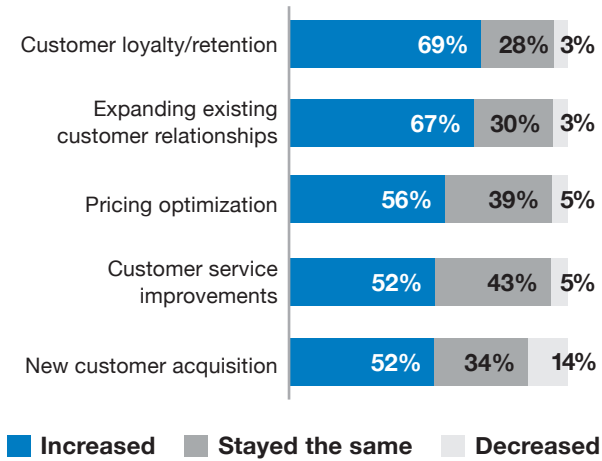 Customer loyalty/retention 69% 28% 3%
Expanding existing
customer relationships 67% 30% 3%
Pricing optimization 56% 39% 5%
Customer service
improvements 52% 43% 5%
New customer acquisition 52% 34% 14%
Increased Stayed the same Decreased